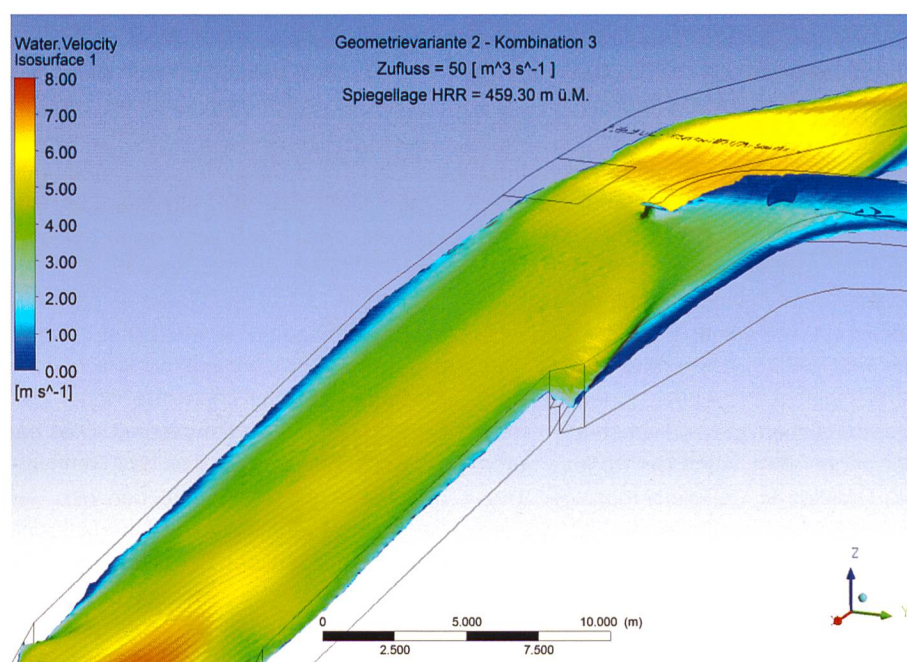 Water.Velocity
Isosurface 1
Geometrievariante 2 - Kombination 3
Zufluss = 50 [ m^3 s^-1 ]
Spiegellage HRR = 459.30 m ü.M.
8.00
7.00
6.00
5.00
4.00
3.00
2.00
1.00
0.00
[m s^-1]
0 5.000 10.000 (m)
2.500 7.500
Z
Y